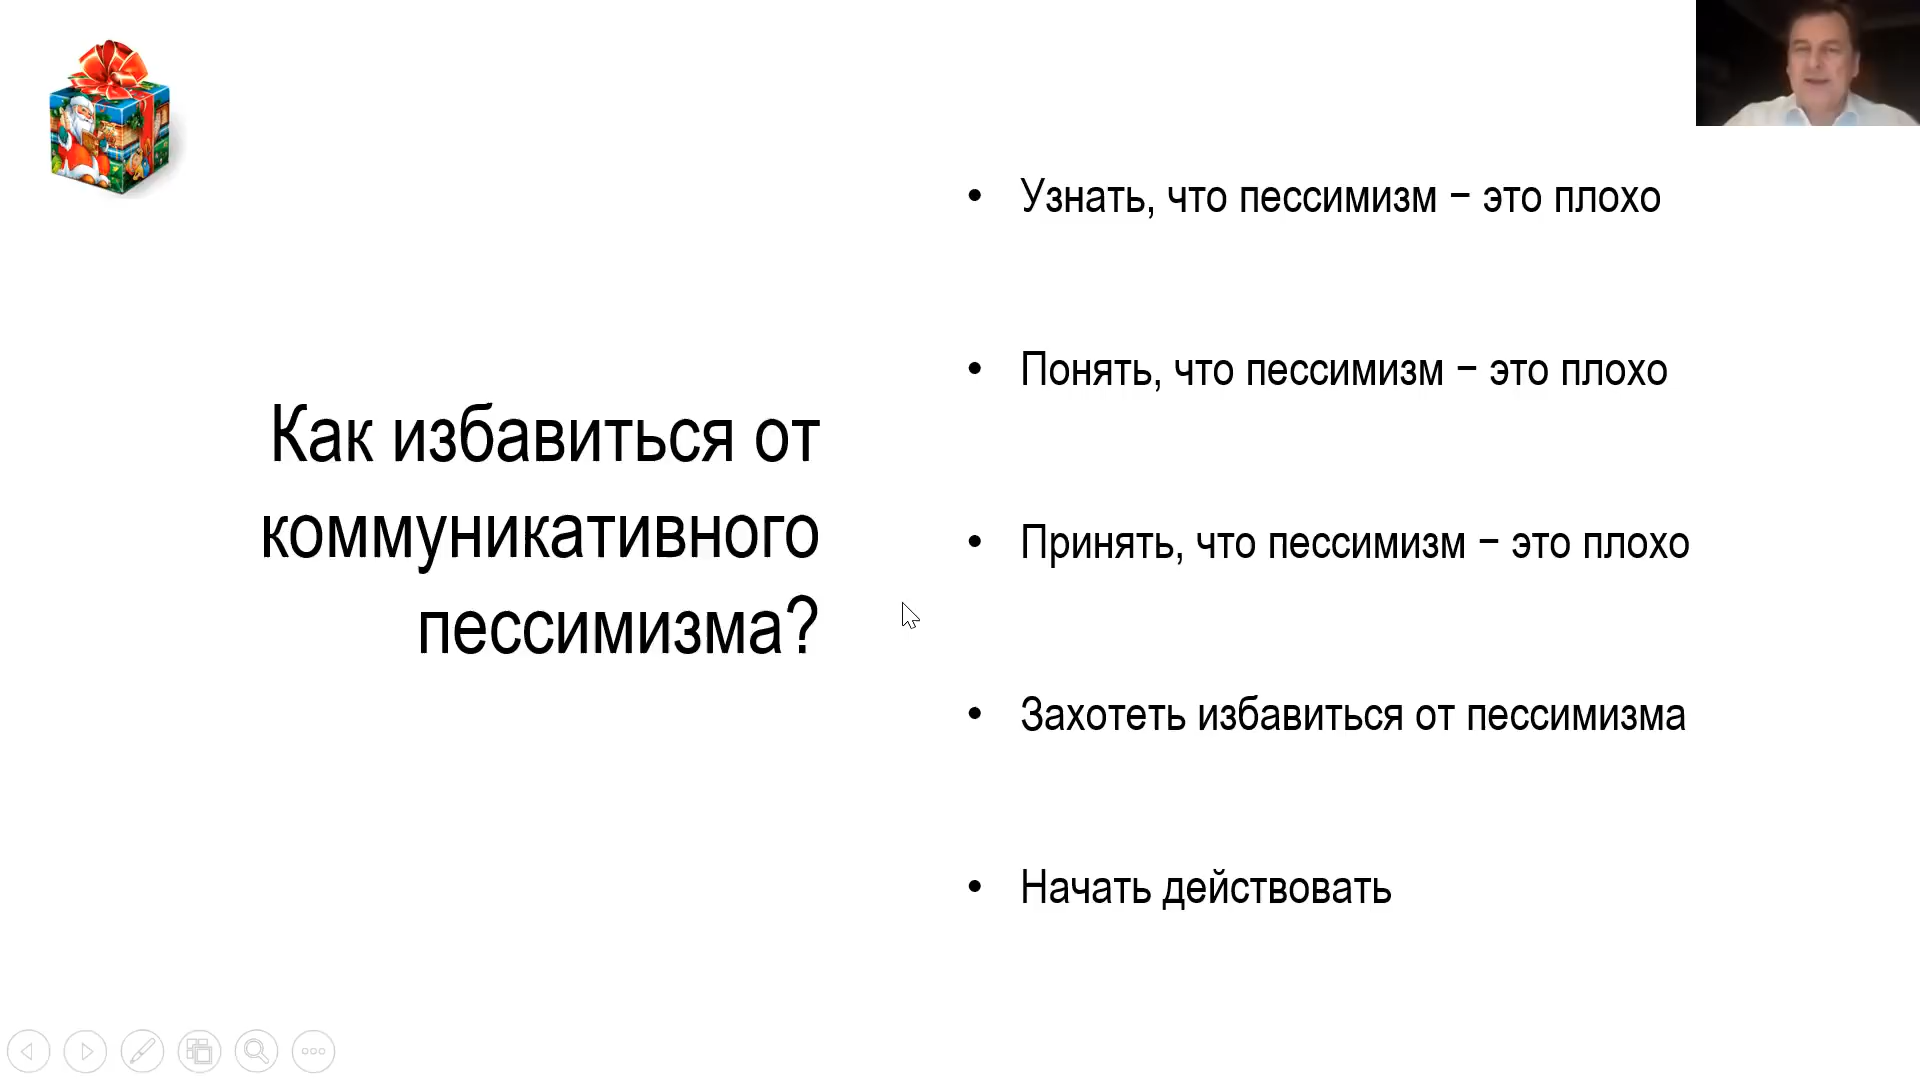 Как избавиться от
коммуникативного
пессимизма?
• Узнать, что пессимизм – это плохо
• Понять, что пессимизм – это плохо
• Принять, что пессимизм – это плохо
• Захотеть избавиться от пессимизма
• Начать действовать